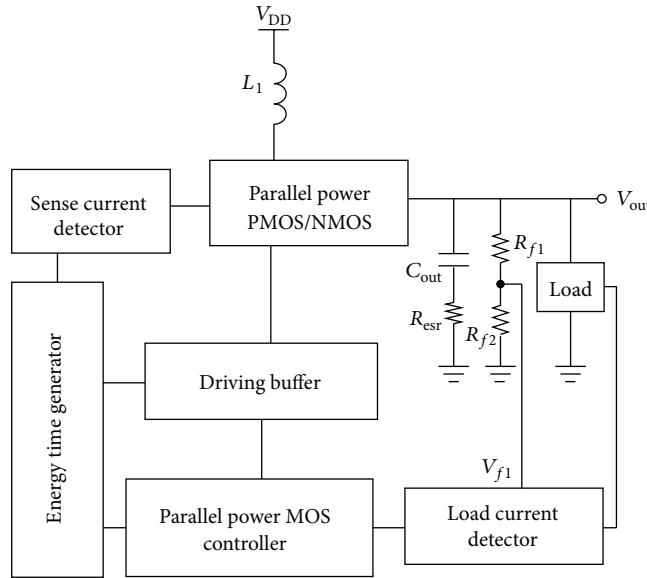 V_DD
L_1
Parallel power
PMOS/NMOS
Sense current
detector
V_out
R_f1
C_out
Load
R_esr
R_f2
Energy time generator
Driving buffer
V_f1
Parallel power MOS
controller
Load current
detector